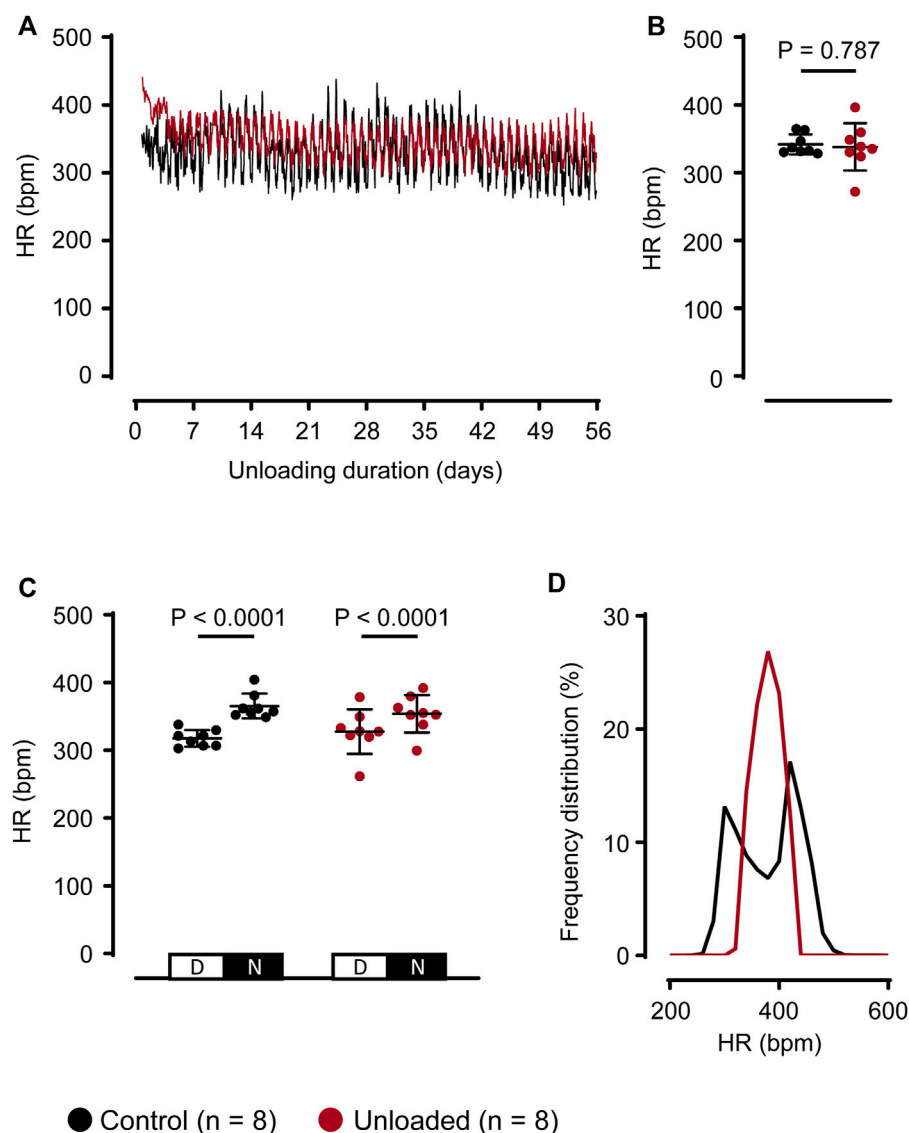 A
500
400
300
200
100
0
HR (bpm)
0 7 14 21 28 35 42 49 56
Unloading duration (days)
B
P = 0.787
500
400
300
200
100
0
HR (bpm)
C
P < 0.0001 P < 0.0001
500
400
300
200
100
0
HR (bpm)
D N D N
D
30
20
10
0
Frequency distribution (%)
200 400 600
HR (bpm)
Control (n = 8) Unloaded (n = 8)